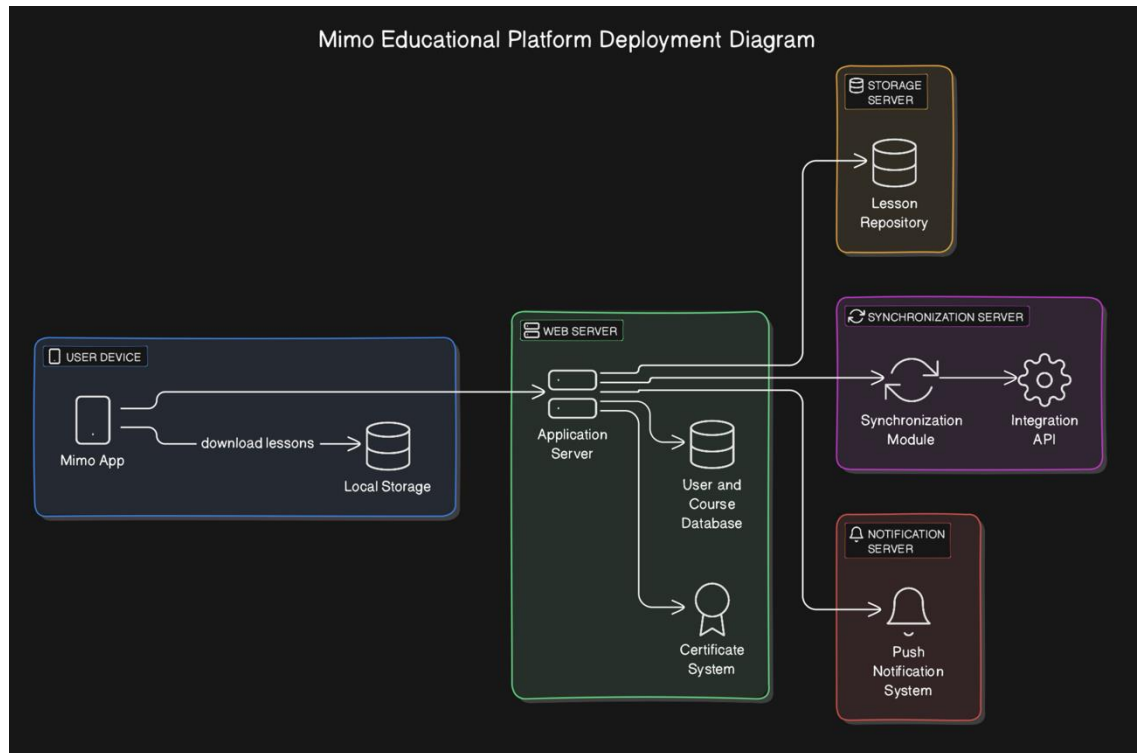 Mimo Educational Platform Deployment Diagram
STORAGE
SERVER
Lesson
Repository
SYNCHRONIZATION SERVER
Synchronization
Module
Integration
API
WEB SERVER
Application
Server
User and
Course
Database
Certificate
System
USER DEVICE
Mimo App
download lessons
Local Storage
NOTIFICATION
SERVER
Push
Notification
System